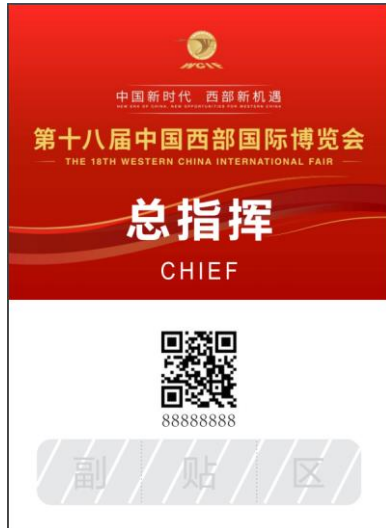 WCIF
中国新时代 西部新机遇
NEW ERA OF CHINA, NEW OPPORTUNITIES FOR WESTERN CHINA
第十八届中国西部国际博览会
THE 18TH WESTERN CHINA INTERNATIONAL FAIR
总指挥
CHIEF
88888888
副 贴 区